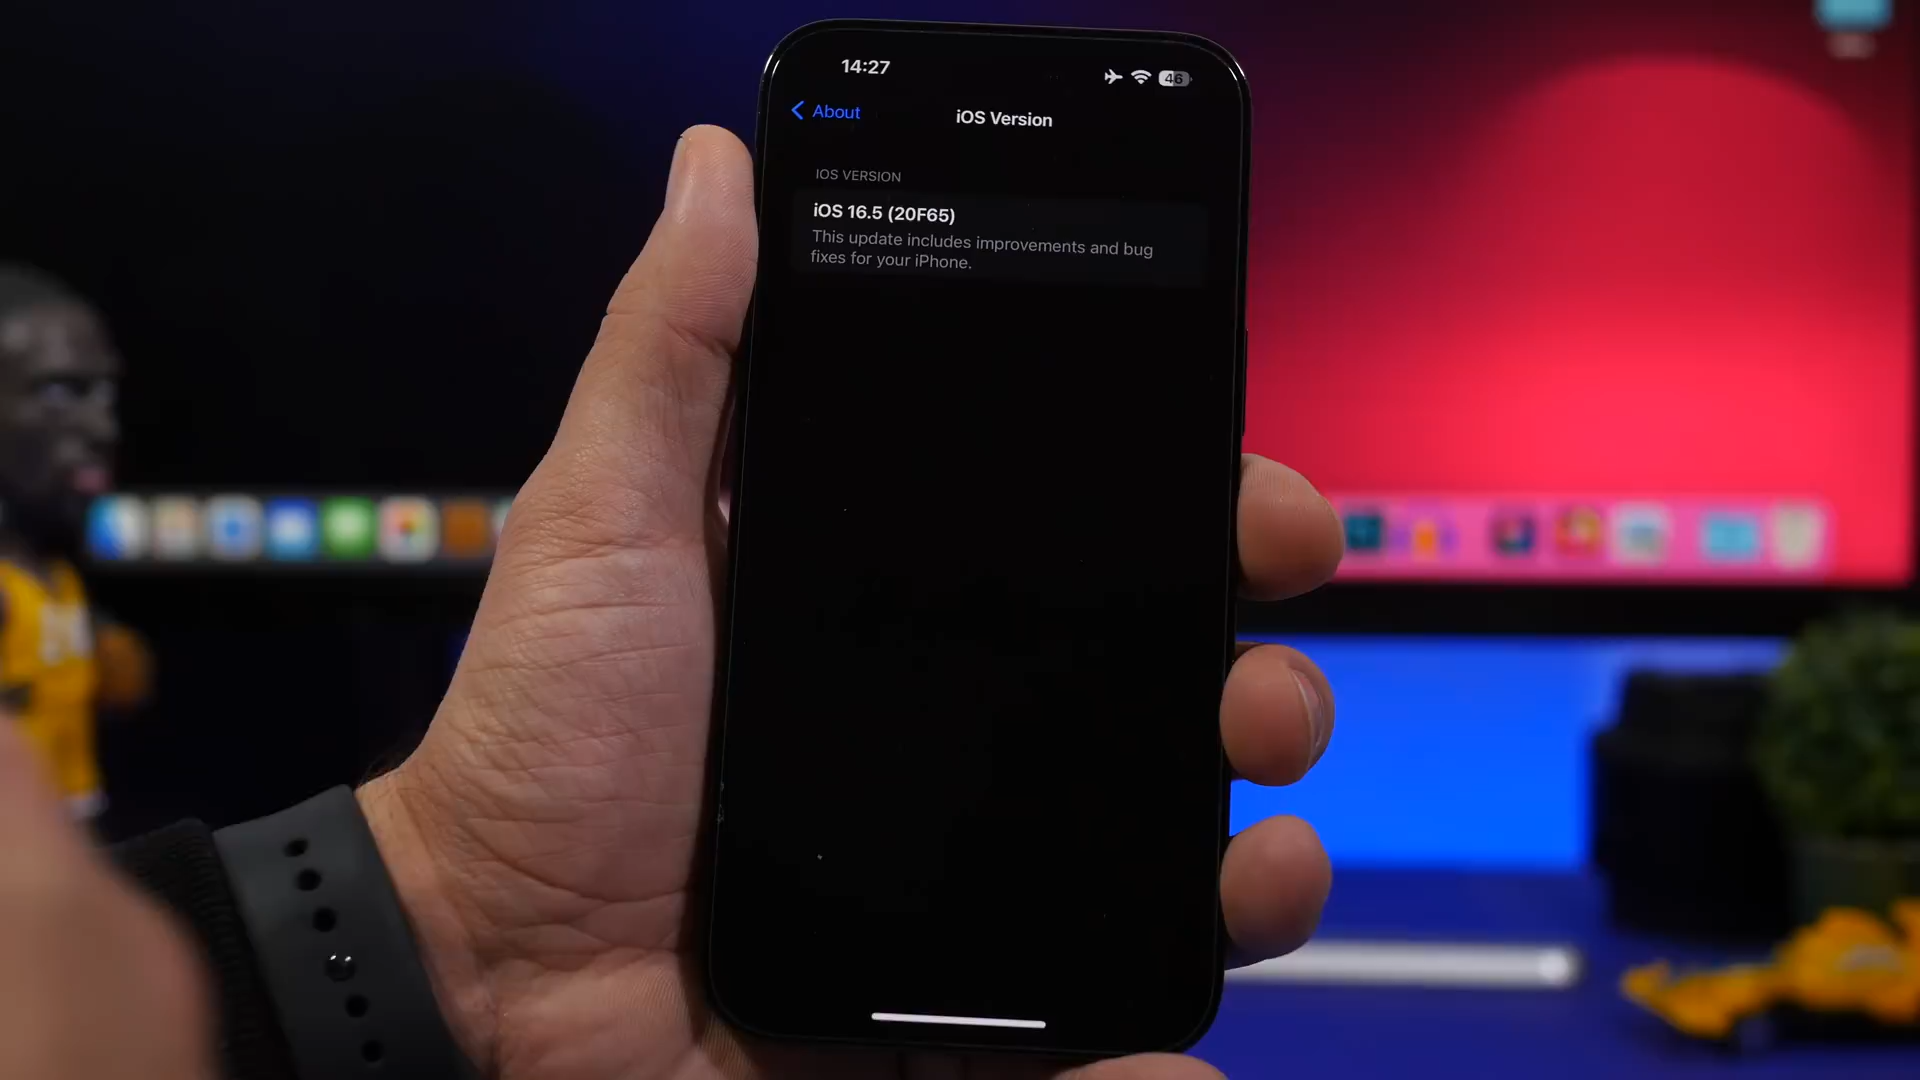 14:27
46
About
iOS Version
IOS VERSION
iOS 16.5 (20F65)
This update includes improvements and bug
fixes for your iPhone.